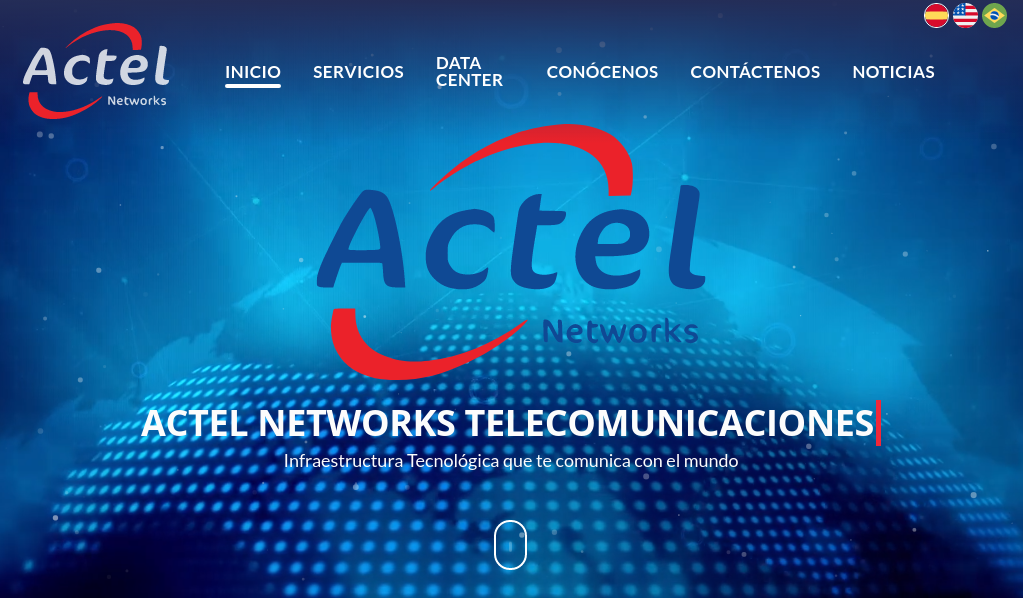 Actel
Networks
INICIO
SERVICIOS
DATA
CENTER
CONÓCENOS
CONTÁCTENOS
NOTICIAS
Actel
Networks
ACTEL NETWORKS TELECOMUNICACIONES
Infraestructura Tecnológica que te comunica con el mundo